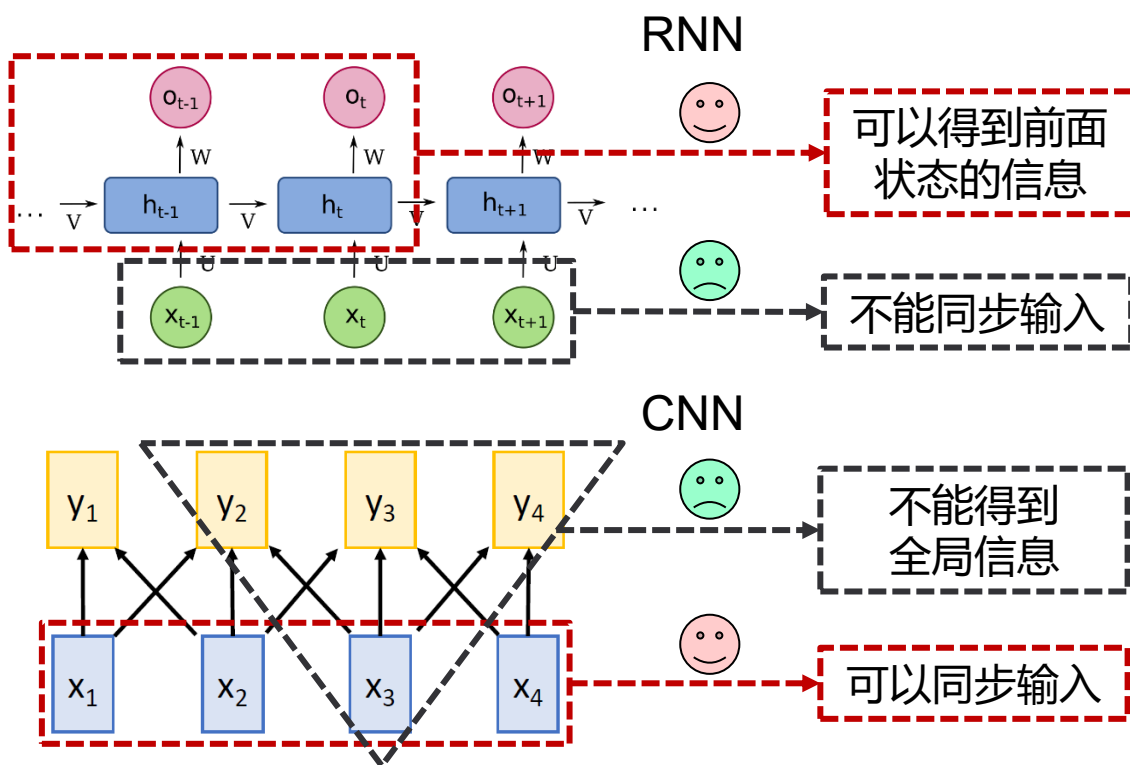 RNN
o_{t-1} o_t o_{t+1}
W W W
… h_{t-1} h_t h_{t+1} …
V V V V
U U U
x_{t-1} x_t x_{t+1}
可以得到前面
状态的信息
不能同步输入
CNN
y_1 y_2 y_3 y_4
x_1 x_2 x_3 x_4
不能得到
全局信息
可以同步输入